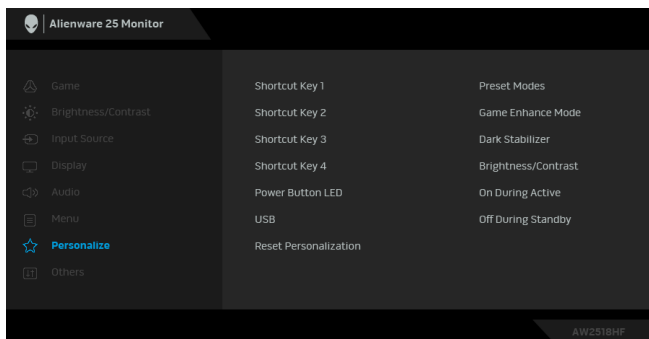 Alienware 25 Monitor
Game
Shortcut Key 1 Preset Modes
Brightness/Contrast
Shortcut Key 2 Game Enhance Mode
Input Source
Shortcut Key 3 Dark Stabilizer
Display
Shortcut Key 4 Brightness/Contrast
Audio
Power Button LED On During Active
Menu
USB Off During Standby
Personalize
Reset Personalization
Others
AW2518HF